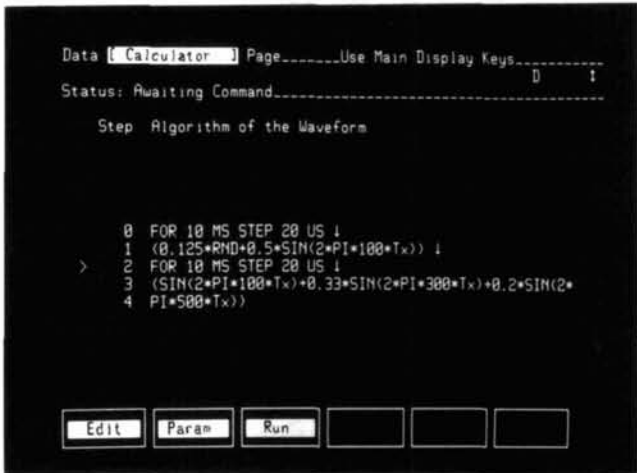 Data [ Calculator ] Page_______Use Main Display Keys___________
D ↕
Status: Awaiting Command
Step Algorithm of the Waveform
0 FOR 10 MS STEP 20 US ↓
1 (0.125*RND+0.5*SIN(2*PI*100*Tx)) ↓
> 2 FOR 10 MS STEP 20 US ↓
3 (SIN(2*PI*100*Tx)+0.33*SIN(2*PI*300*Tx)+0.2*SIN(2*
4 PI*500*Tx))
Edit Param Run